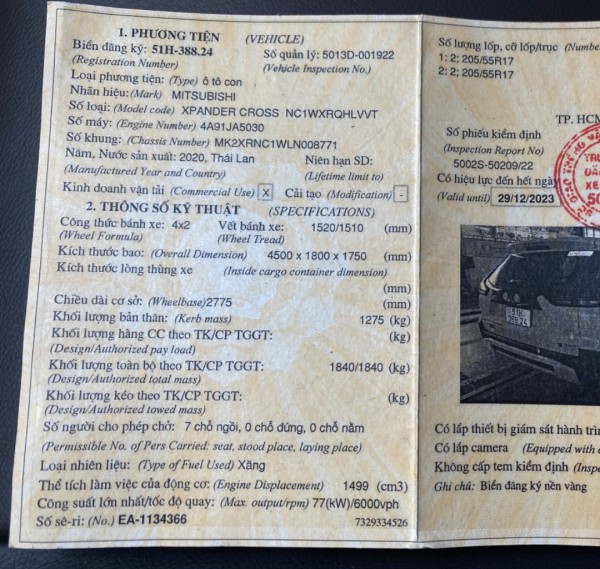 1. PHƯƠNG TIỆN (VEHICLE)
Biển đăng ký: 51H-388.24 Số quản lý: 5013D-001922
(Registration Number) (Vehicle Inspection No.)
Loại phương tiện: (Type) ô tô con
Nhãn hiệu: (Mark) MITSUBISHI
Số loại: (Model code) XPANDER CROSS NC1WXRQHLVVT
Số máy: (Engine Number) 4A91JA5030
Số khung: (Chassis Number) MK2XRNC1WLN008771
Năm, Nước sản xuất: 2020, Thái Lan Niên hạn SD:
(Manufactured Year and Country) (Lifetime limit to)
Kinh doanh vận tải (Commercial Use) X Cải tạo (Modification) -
2. THÔNG SỐ KỸ THUẬT (SPECIFICATIONS)
Công thức bánh xe: 4x2 Vết bánh xe: 1520/1510 (mm)
(Wheel Formula) (Wheel Tread)
Kích thước bao: (Overall Dimension) 4500 x 1800 x 1750 (mm)
Kích thước lòng thùng xe (Inside cargo container dimension)
(mm)
Chiều dài cơ sở: (Wheelbase) 2775 (mm)
Khối lượng bản thân: (Kerb mass) 1275 (kg)
Khối lượng hàng CC theo TK/CP TGGT: (kg)
(Design/Authorized pay load)
Khối lượng toàn bộ theo TK/CP TGGT: 1840/1840 (kg)
(Design/Authorized total mass)
Khối lượng kéo theo TK/CP TGGT: (kg)
(Design/Authorized towed mass)
Số người cho phép chở: 7 chỗ ngồi, 0 chỗ đứng, 0 chỗ nằm
(Permissible No. of Pers Carried: seat, stood place, laying place)
Loại nhiên liệu: (Type of Fuel Used) Xăng
Thể tích làm việc của động cơ: (Engine Displacement) 1499 (cm3)
Công suất lớn nhất/tốc độ quay: (Max. output/rpm) 77(kW)/6000vph
Số sê-ri: (No.) EA-1134366 7329334526
Số lượng lốp, cỡ lốp/trục (Numbe
1: 2; 205/55R17
2: 2; 205/55R17
TP. HCM
Số phiếu kiểm định
(Inspection Report No)
5002S-50209/22
Có hiệu lực đến hết ngày
(Valid until) 29/12/2023
51H
388.24
Có lắp thiết bị giám sát hành trìn
Có lắp camera (Equipped with c
Không cấp tem kiểm định (Inspe
Ghi chú: Biển đăng ký nền vàng